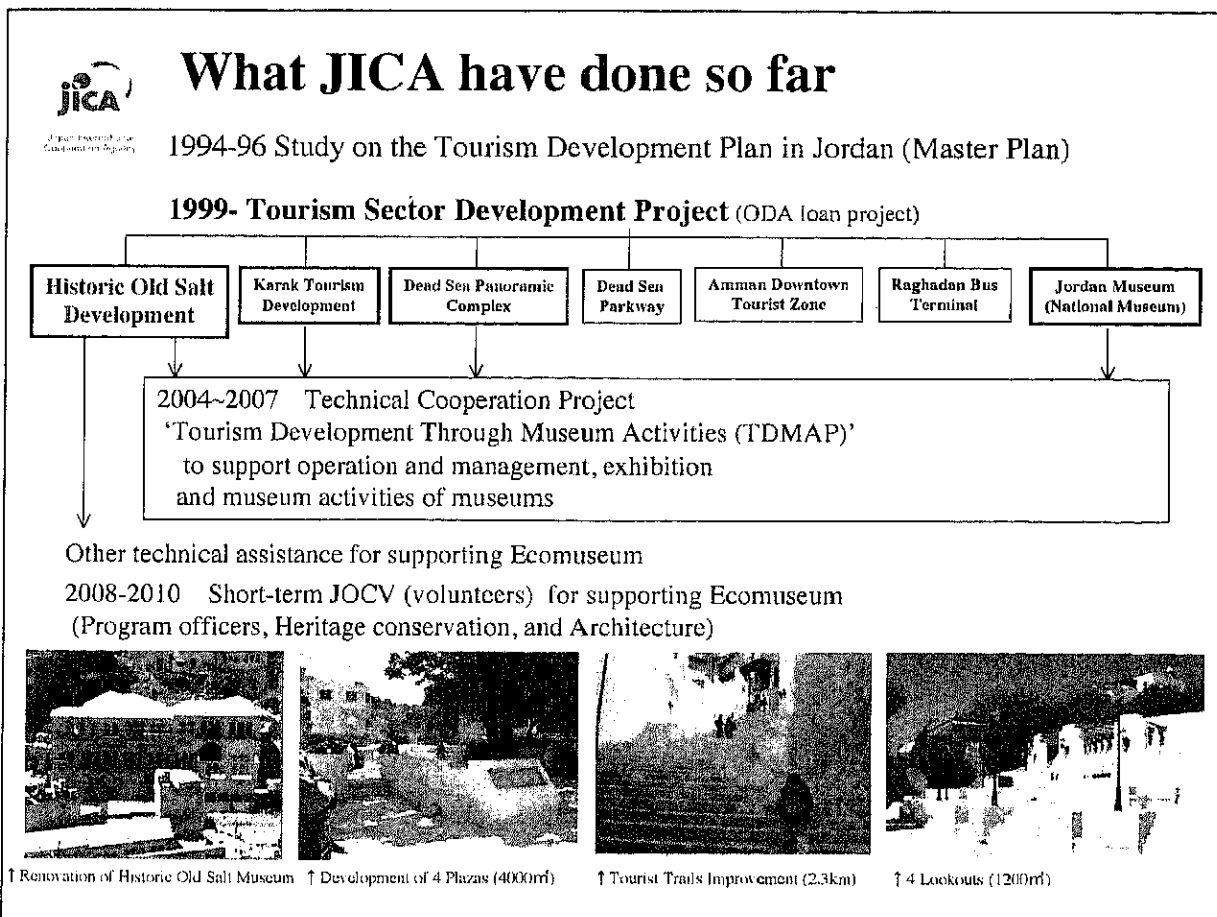 What JICA have done so far
jICA
Japan International
Cooperation Agency
1994-96 Study on the Tourism Development Plan in Jordan (Master Plan)
1999- Tourism Sector Development Project (ODA loan project)
Historic Old Salt
Development
Karak Tourism
Development
Dead Sea Panoramic
Complex
Dead Sea
Parkway
Amman Downtown
Tourist Zone
Raghadan Bus
Terminal
Jordan Museum
(National Museum)
2004~2007 Technical Cooperation Project
‘Tourism Development Through Museum Activities (TDMAP)’
to support operation and management, exhibition
and museum activities of museums
Other technical assistance for supporting Ecomuseum
2008-2010 Short-term JOCV (volunteers) for supporting Ecomuseum
(Program officers, Heritage conservation, and Architecture)
↑ Renovation of Historic Old Salt Museum
↑ Development of 4 Plazas (4000㎡)
↑ Tourist Trails Improvement (2.3km)
↑ 4 Lookouts (1200㎡)